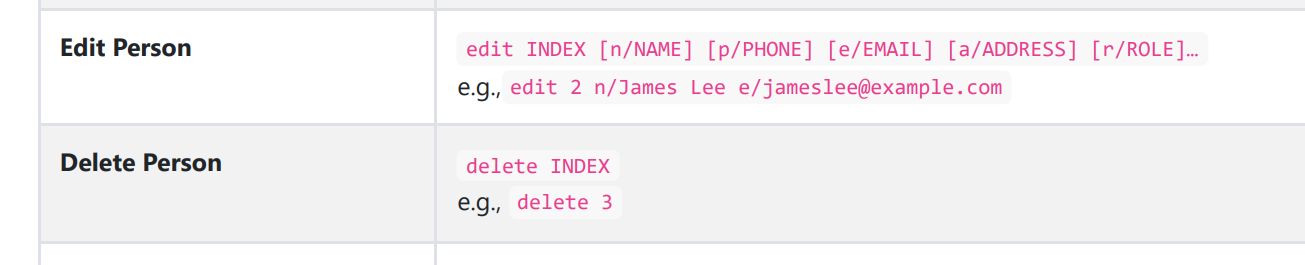 Edit Person
edit INDEX [n/NAME] [p/PHONE] [e/EMAIL] [a/ADDRESS] [r/ROLE]…
e.g., edit 2 n/James Lee e/jameslee@example.com
Delete Person
delete INDEX
e.g., delete 3